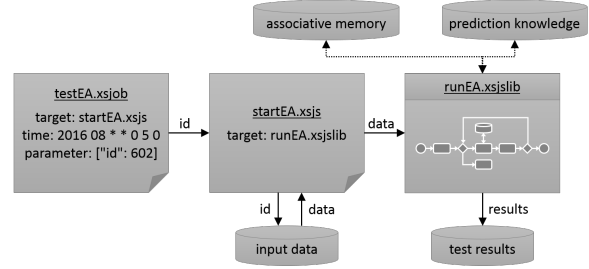 associative memory
prediction knowledge
testEA.xsjob
target: startEA.xsjs
time: 2016 08 * * 0 5 0
parameter: ["id": 602]
id
startEA.xsjs
target: runEA.xsjslib
data
runEA.xsjslib
id
data
results
input data
test results